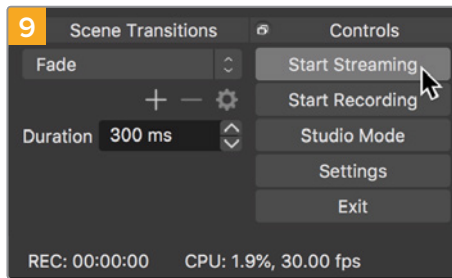 9
Scene Transitions
Fade
Duration 300 ms
Controls
Start Streaming
Start Recording
Studio Mode
Settings
Exit
REC: 00:00:00 CPU: 1.9%, 30.00 fps